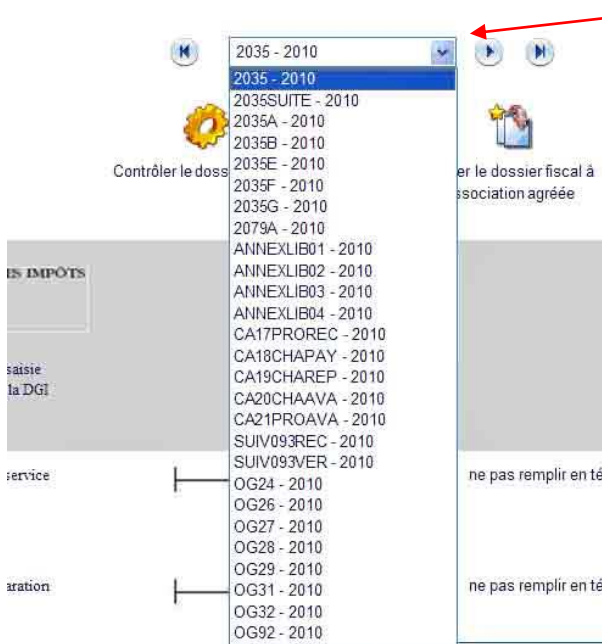 2035 - 2010
2035 - 2010
2035SUITE - 2010
2035A - 2010
2035B - 2010
2035E - 2010
2035F - 2010
2035G - 2010
2079A - 2010
ANNEXLIB01 - 2010
ANNEXLIB02 - 2010
ANNEXLIB03 - 2010
ANNEXLIB04 - 2010
CA17PROREC - 2010
CA18CHAPAY - 2010
CA19CHAREP - 2010
CA20CHAAVA - 2010
CA21PROAVA - 2010
SUIV093REC - 2010
SUIV093VER - 2010
OG24 - 2010
OG26 - 2010
OG27 - 2010
OG28 - 2010
OG29 - 2010
OG31 - 2010
OG32 - 2010
OG92 - 2010
Contrôler le doss
er le dossier fiscal à
ssociation agréée
ES IMPÔTS
saisie
la DGI
service
ne pas remplir en té
aration
ne pas remplir en té